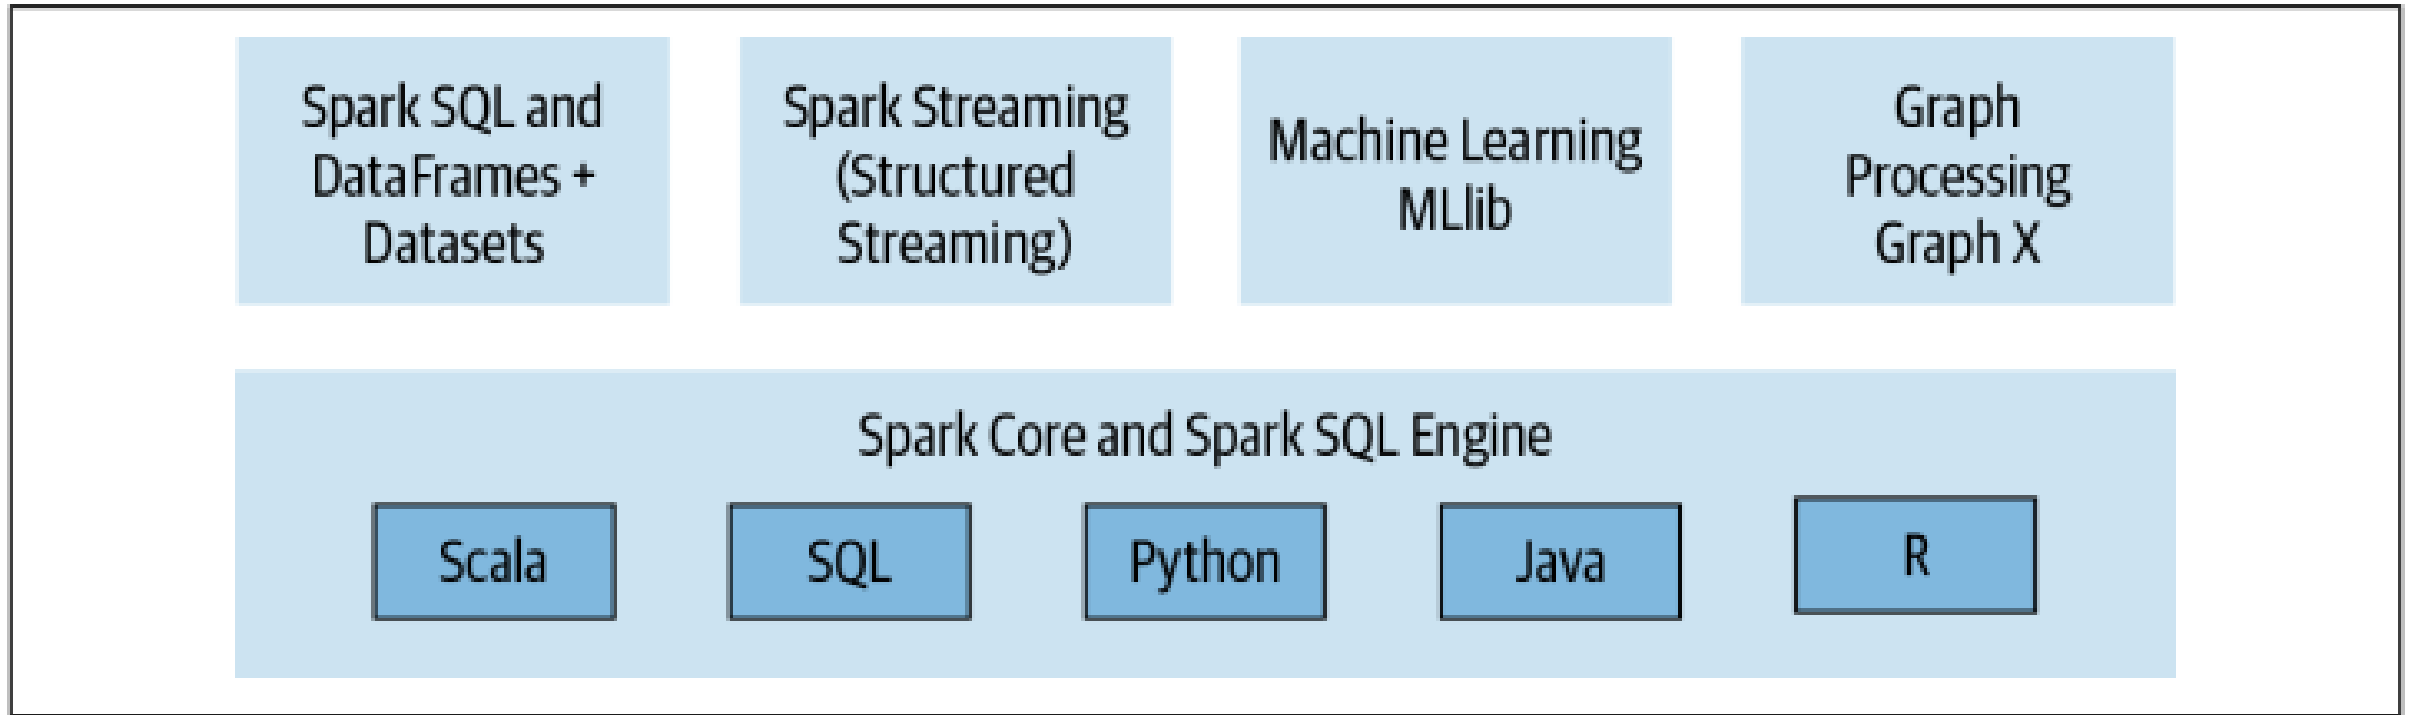 Spark SQL and
DataFrames +
Datasets
Spark Streaming
(Structured
Streaming)
Machine Learning
MLlib
Graph
Processing
Graph X
Spark Core and Spark SQL Engine
Scala
SQL
Python
Java
R